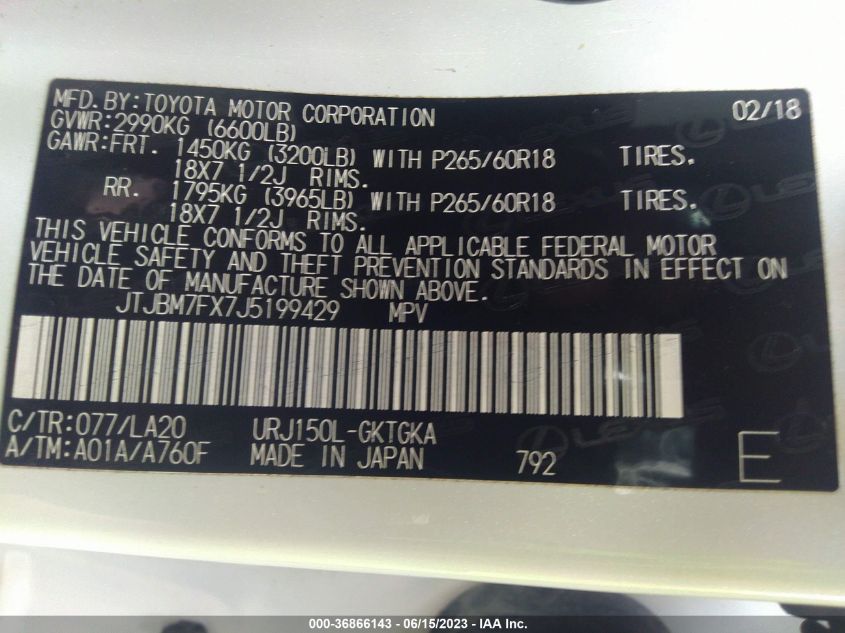 MFD. BY: TOYOTA MOTOR CORPORATION 02/18
GVWR: 2990KG (6600LB)
GAWR: FRT. 1450KG (3200LB) WITH P265/60R18 TIRES.
18X7 1/2J RIMS.
RR. 1795KG (3965LB) WITH P265/60R18 TIRES.
18X7 1/2J RIMS.
THIS VEHICLE CONFORMS TO ALL APPLICABLE FEDERAL MOTOR
VEHICLE SAFETY AND THEFT PREVENTION STANDARDS IN EFFECT ON
THE DATE OF MANUFACTURE SHOWN ABOVE.
JTJBM7FX7J5199429 MPV
C/TR: 077/LA20 URJ150L-GKTGKA
A/TM: A01A/A760F MADE IN JAPAN 792 E
LEXUS
000-36866143 - 06/15/2023 - IAA Inc.